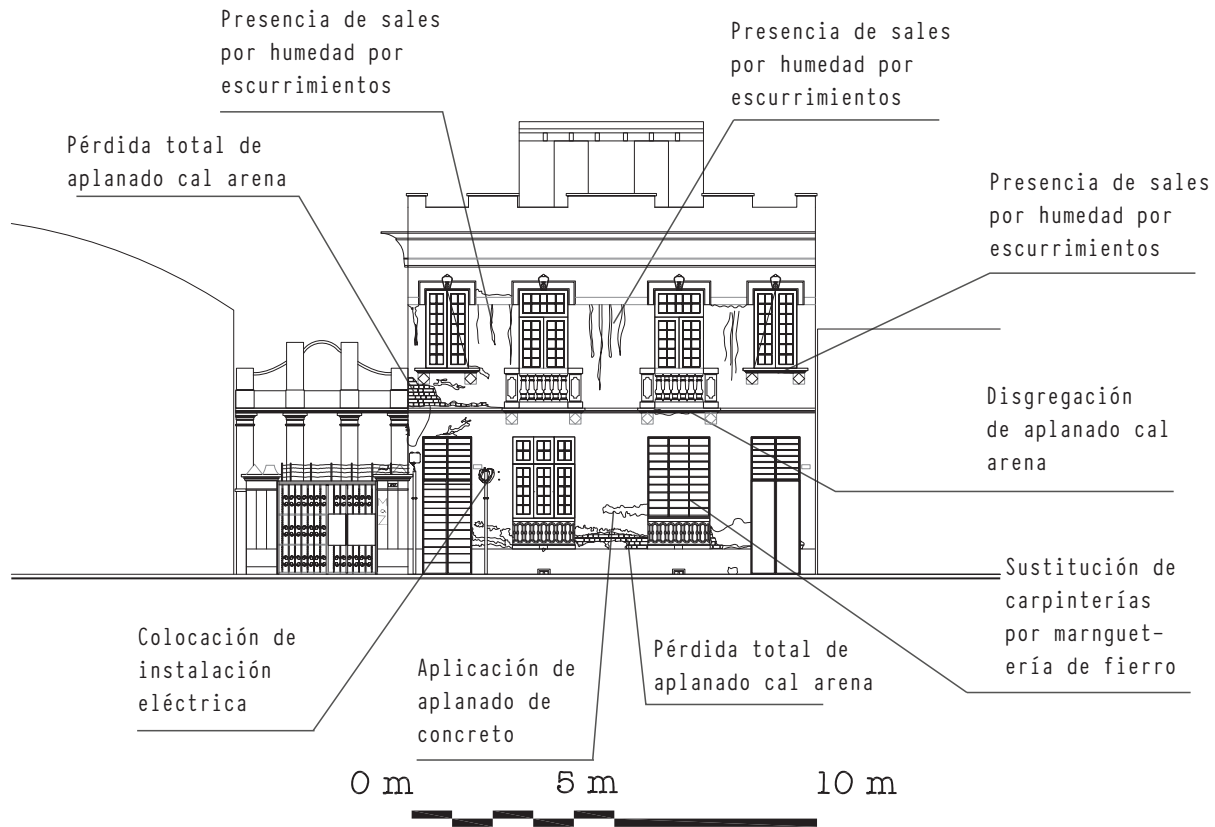 Presencia de sales
por humedad por
escurrimientos
Presencia de sales
por humedad por
escurrimientos
Pérdida total de
aplanado cal arena
Presencia de sales
por humedad por
escurrimientos
Disgregación
de aplanado cal
arena
Sustitución de
carpinterías
por marnguet-
ería de fierro
Colocación de
instalación
eléctrica
Aplicación de
aplanado de
concreto
Pérdida total de
aplanado cal arena
0 m 5 m 10 m